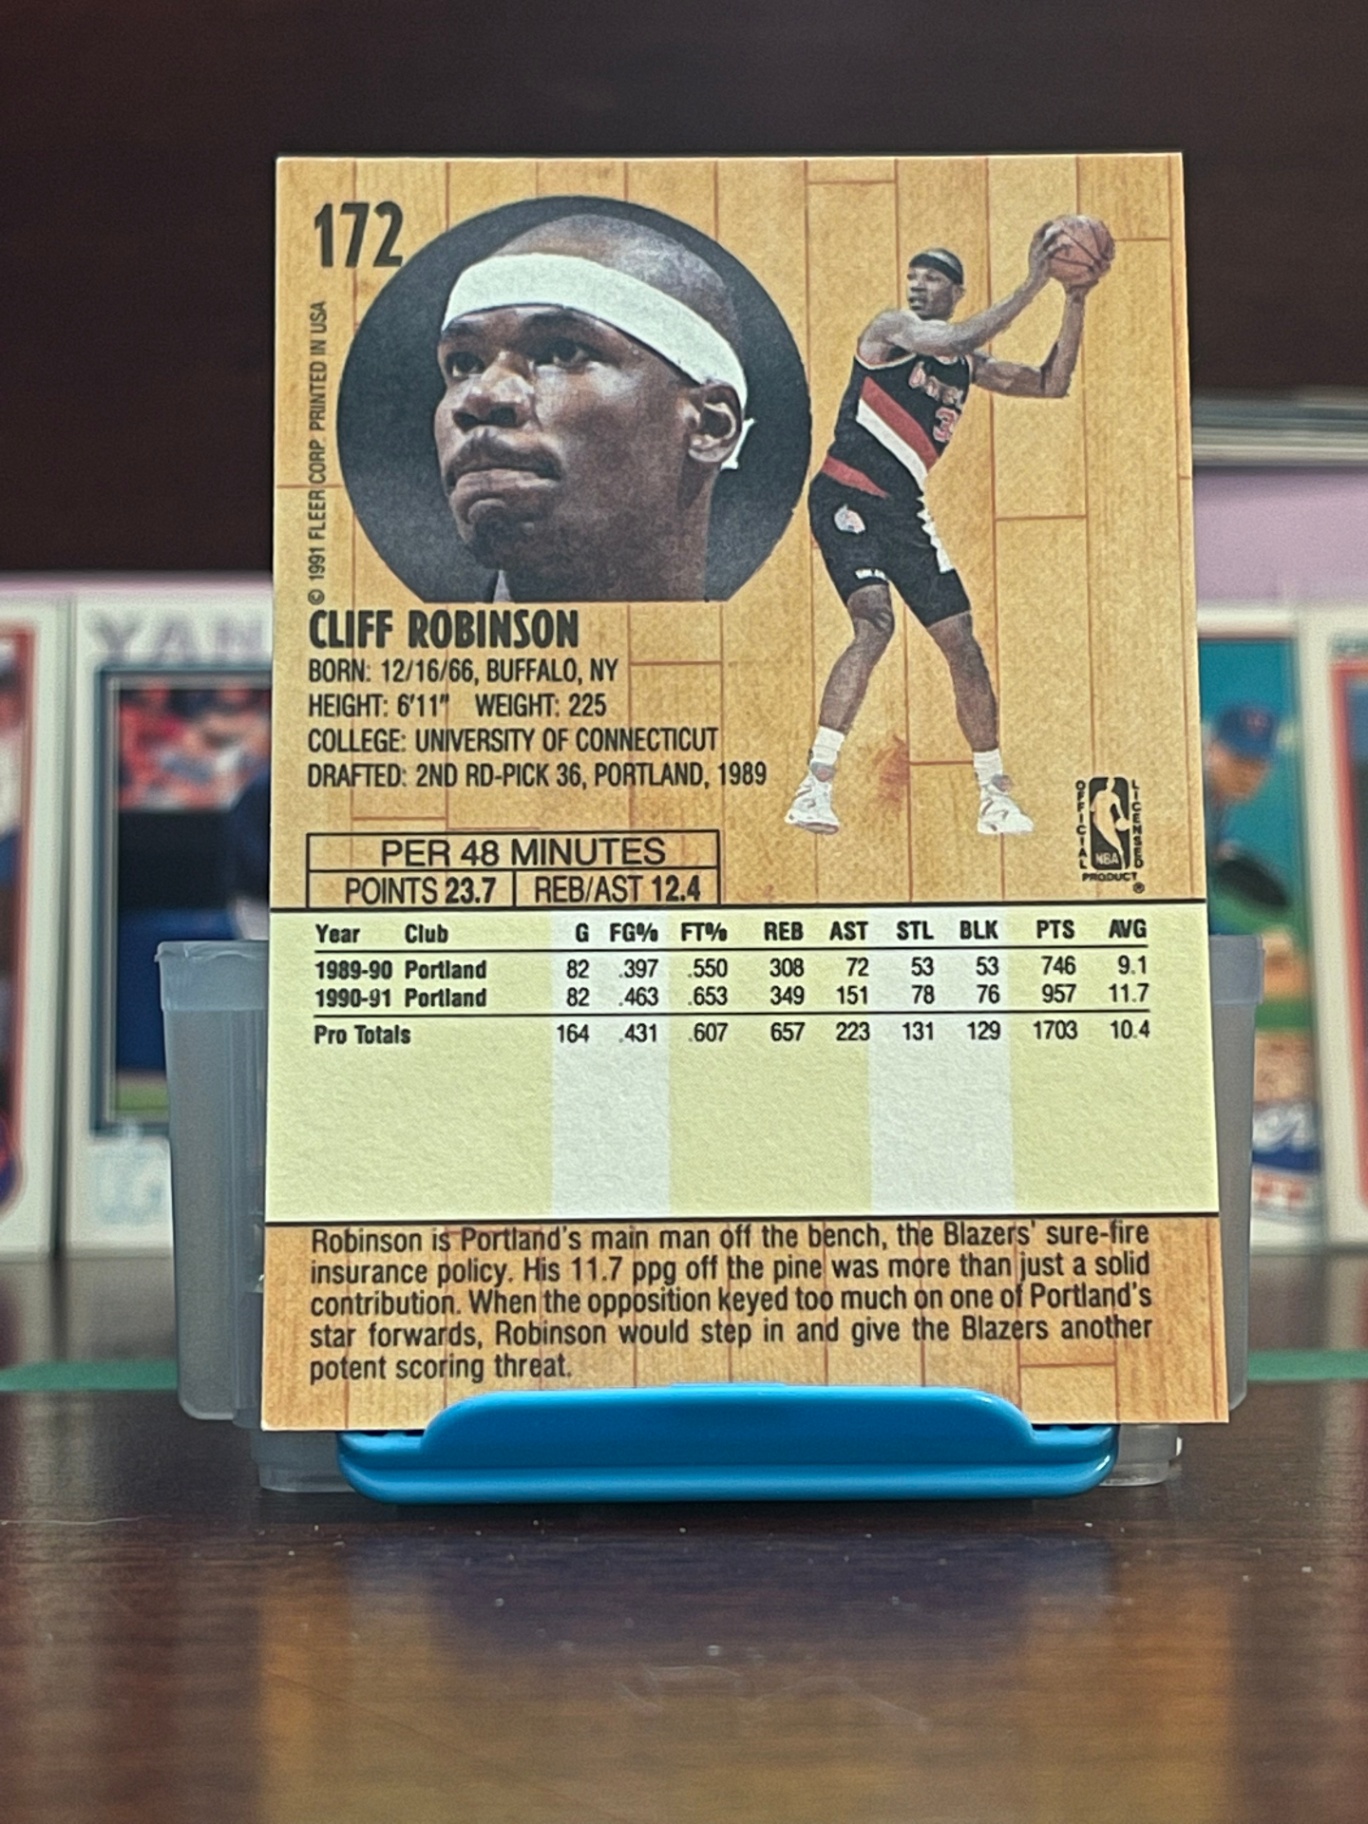 172
© 1991 FLEER CORP. PRINTED IN USA
CLIFF ROBINSON
BORN: 12/16/66, BUFFALO, NY
HEIGHT: 6'11" WEIGHT: 225
COLLEGE: UNIVERSITY OF CONNECTICUT
DRAFTED: 2ND RD-PICK 36, PORTLAND, 1989
OFFICIAL LICENSED
NBA
PRODUCT
®
PER 48 MINUTES
POINTS 23.7 REB/AST 12.4
Year Club G FG% FT% REB AST STL BLK PTS AVG
1989-90 Portland 82 .397 .550 308 72 53 53 746 9.1
1990-91 Portland 82 .463 .653 349 151 78 76 957 11.7
Pro Totals 164 .431 .607 657 223 131 129 1703 10.4
Robinson is Portland's main man off the bench, the Blazers' sure-fire
insurance policy. His 11.7 ppg off the pine was more than just a solid
contribution. When the opposition keyed too much on one of Portland's
star forwards, Robinson would step in and give the Blazers another
potent scoring threat.
YAN